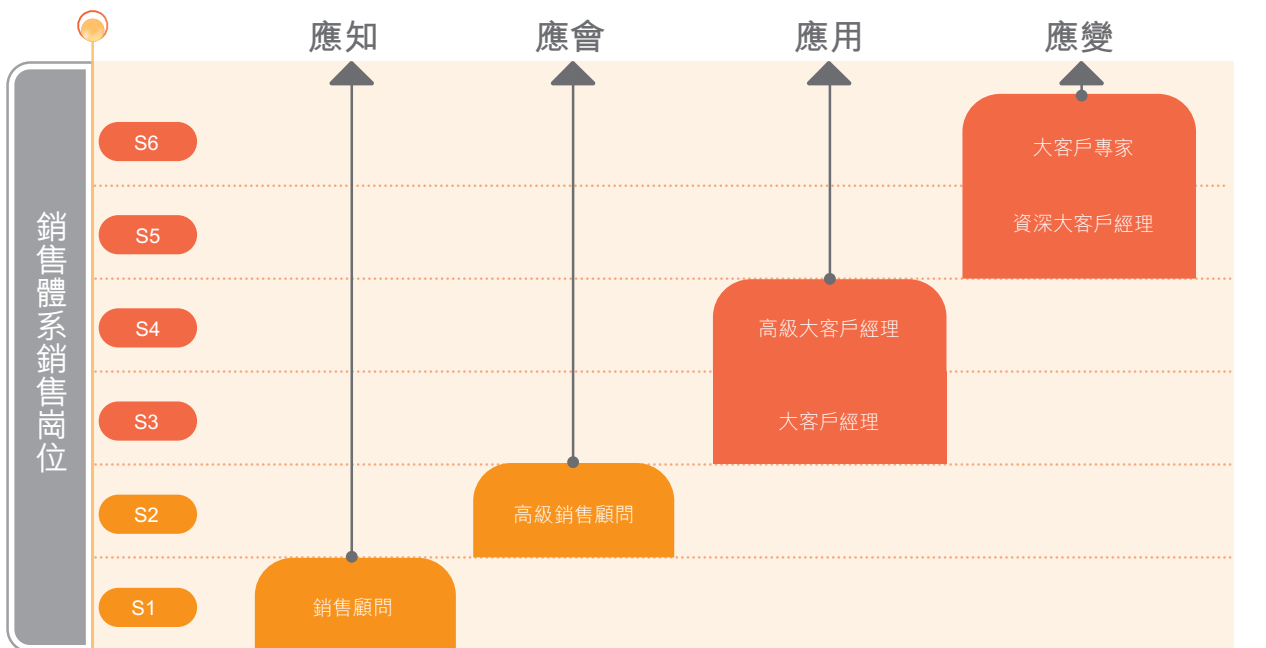 應知
應會
應用
應變
銷售體系銷售崗位
S6
大客戶專家
S5
資深大客戶經理
S4
高級大客戶經理
S3
大客戶經理
S2
高級銷售顧問
S1
銷售顧問